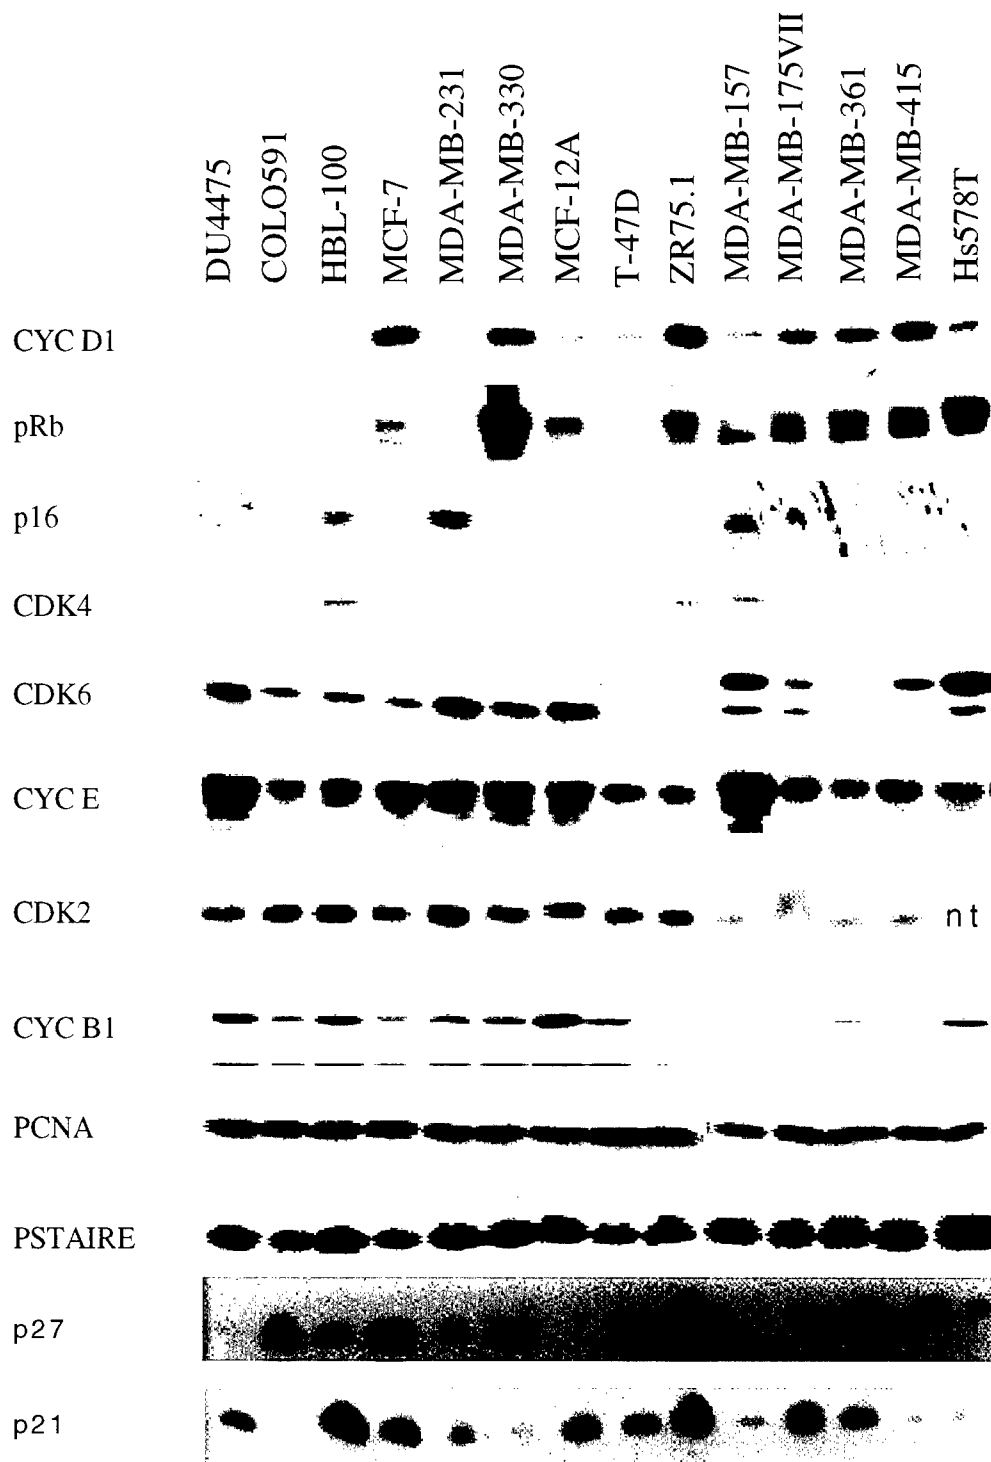 DU4475
COLO591
HBL-100
MCF-7
MDA-MB-231
MDA-MB-330
MCF-12A
T-47D
ZR75.1
MDA-MB-157
MDA-MB-175VII
MDA-MB-361
MDA-MB-415
Hs578T
CYC D1
pRb
p16
CDK4
CDK6
CYC E
CDK2
nt
CYC B1
PCNA
PSTAIRE
p27
p21